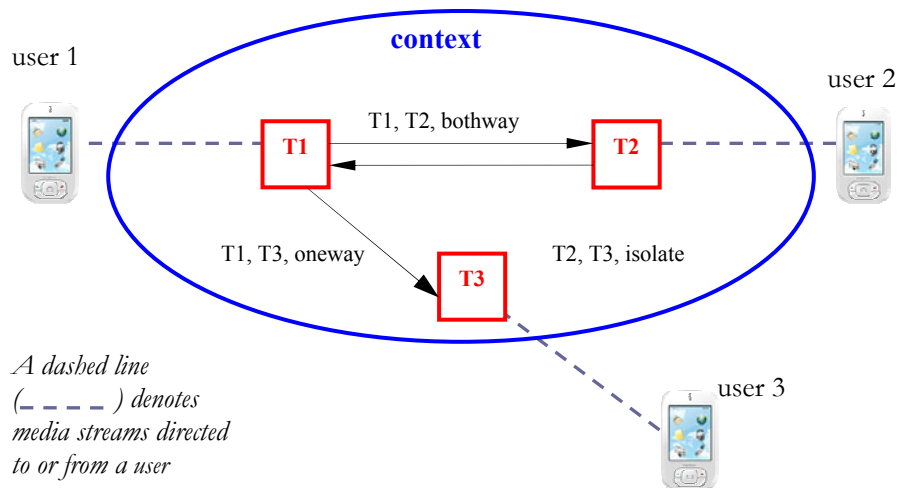 context
user 1
user 2
T1, T2, bothway
T1
T2
T1, T3, oneway
T2, T3, isolate
T3
A dashed line
(_ _ _ _ _ ) denotes
media streams directed
to or from a user
user 3